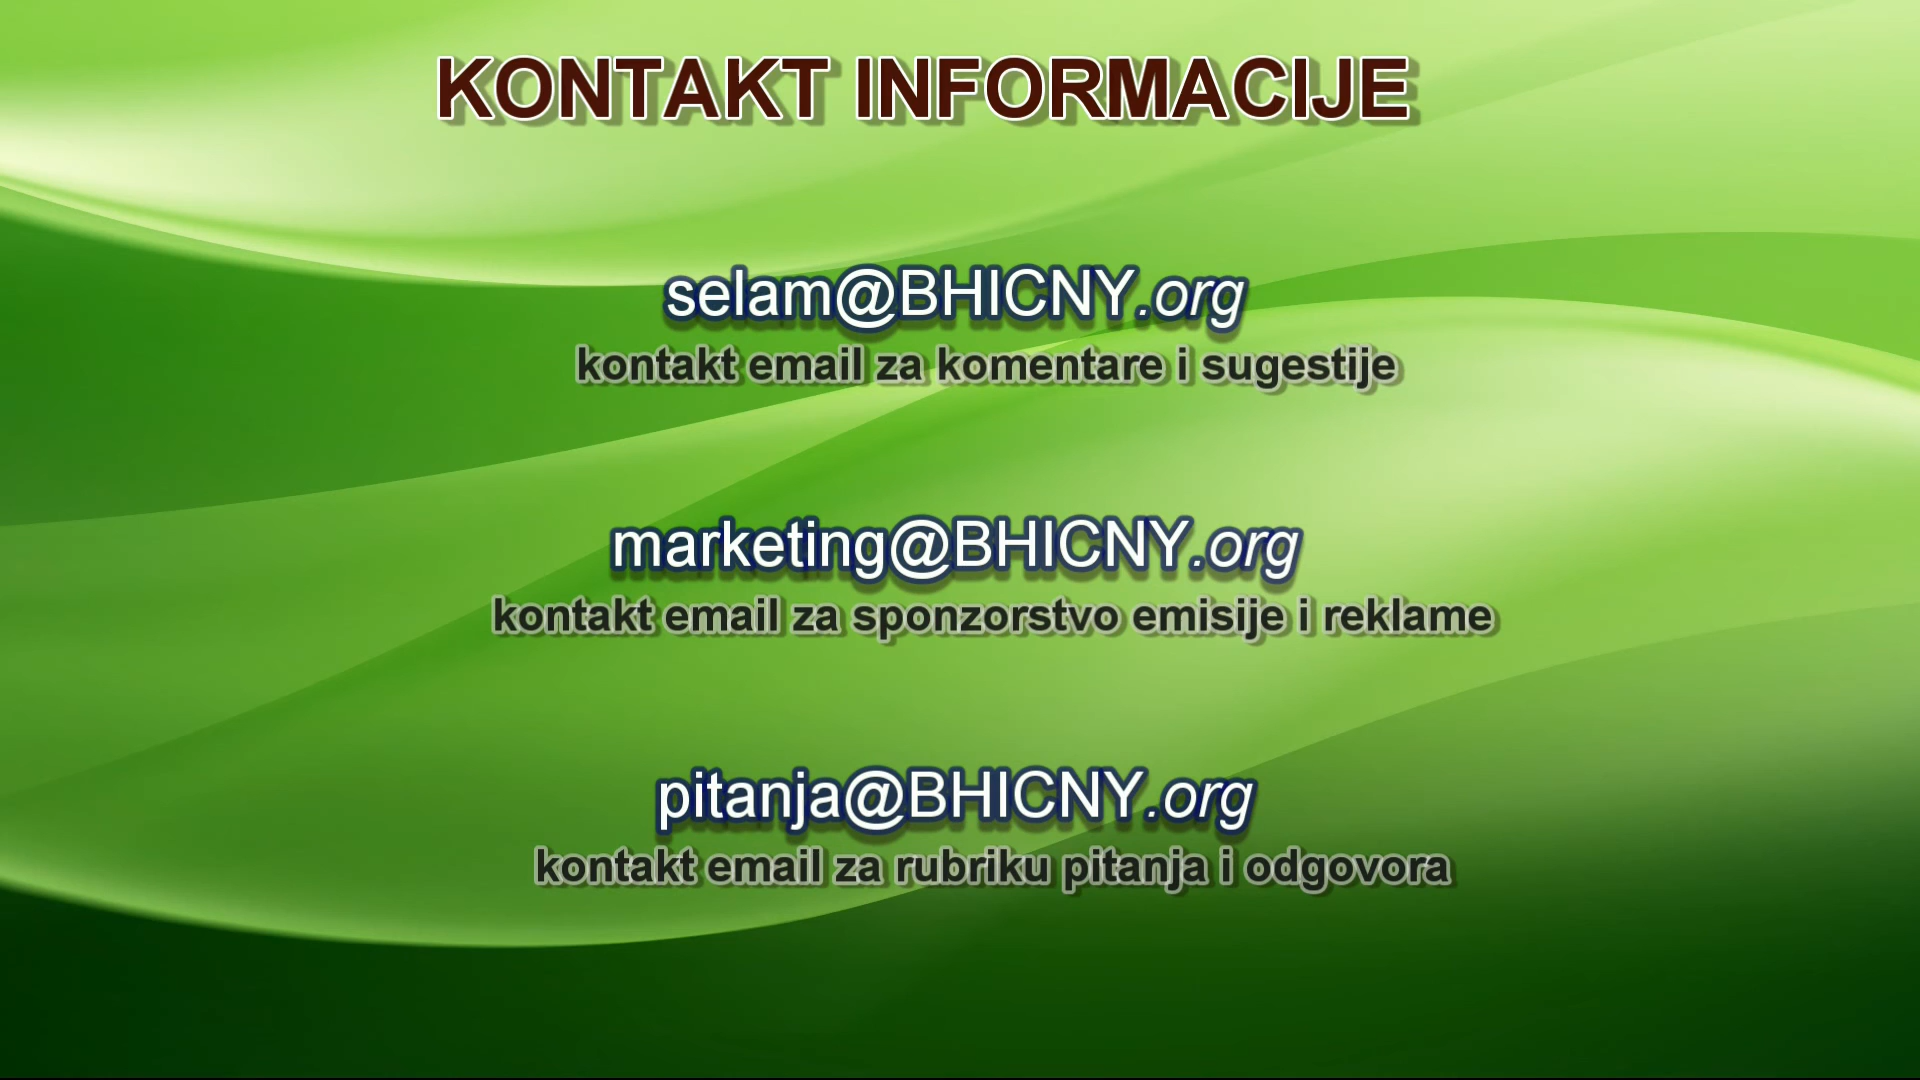 KONTAKT INFORMACIJE
selam@BHICNY.org
kontakt email za komentare i sugestije
marketing@BHICNY.org
kontakt email za sponzorstvo emisije i reklame
pitanja@BHICNY.org
kontakt email za rubriku pitanja i odgovora